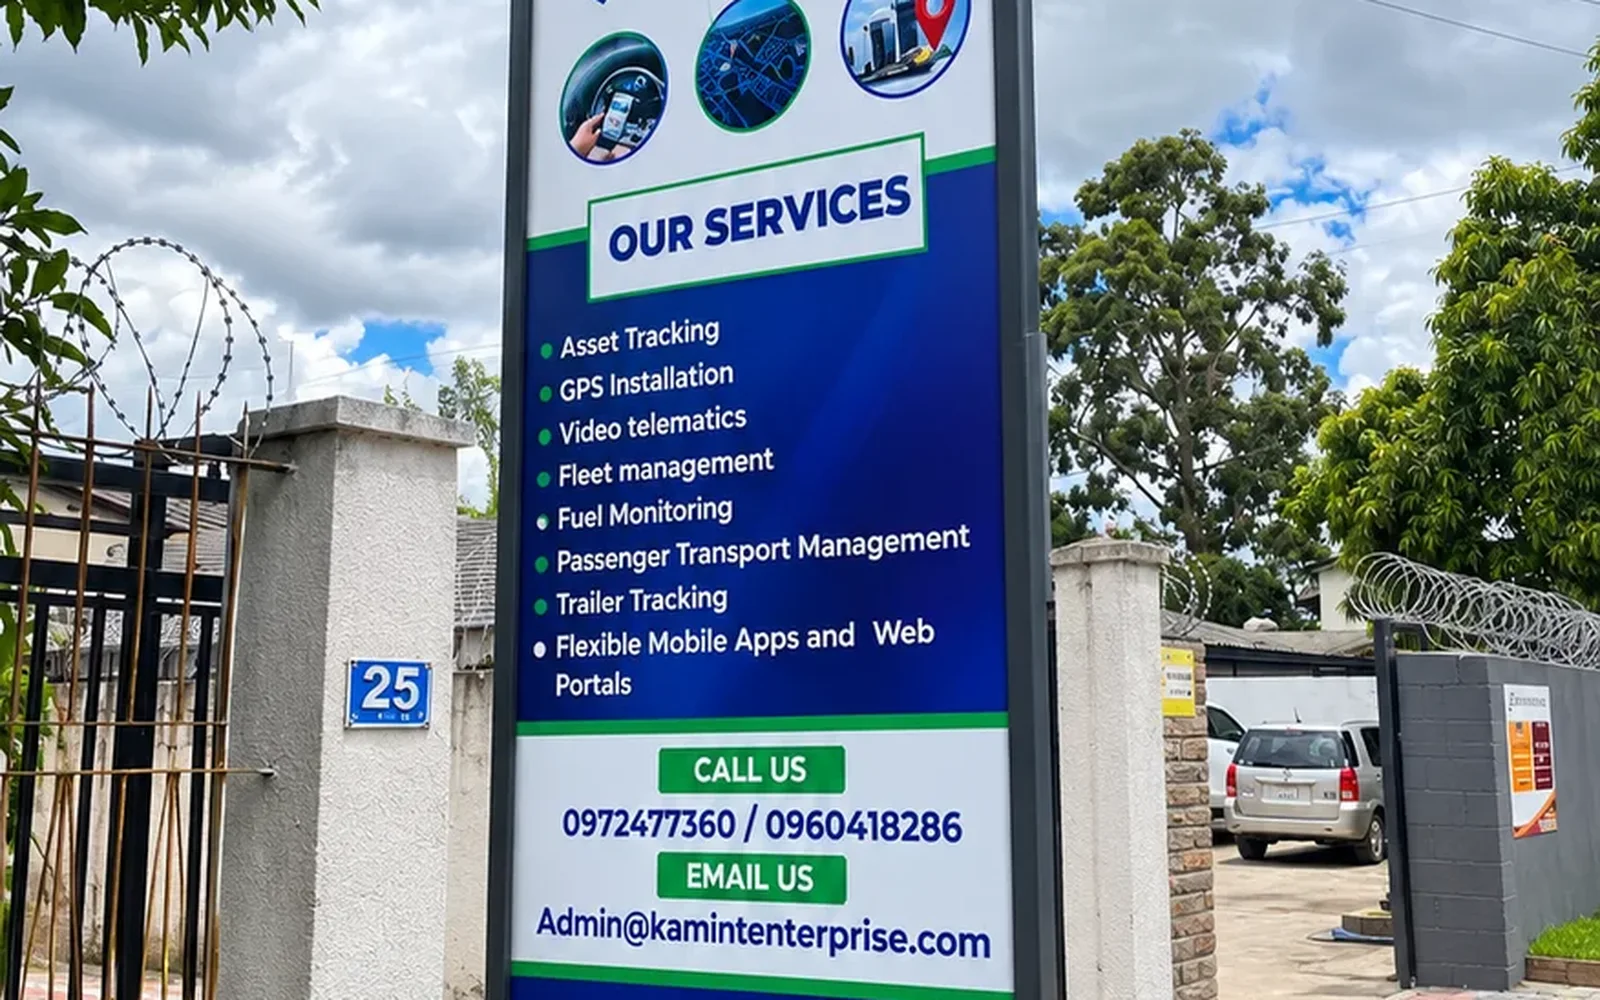 OUR SERVICES
Asset Tracking
GPS Installation
Video telematics
Fleet management
Fuel Monitoring
Passenger Transport Management
Trailer Tracking
Flexible Mobile Apps and Web
Portals
CALL US
0972477360 / 0960418286
EMAIL US
Admin@kamintenterprise.com
25